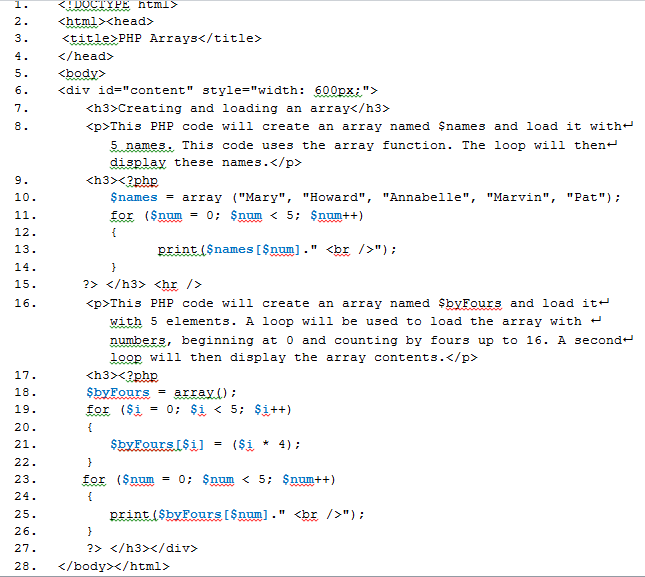 1. <!DOCTYPE html>
2. <html><head>
3. <title>PHP Arrays</title>
4. </head>
5. <body>
6. <div id="content" style="width: 600px;">
7. <h3>Creating and loading an array</h3>
8. <p>This PHP code will create an array named $names and load it with↵
5 names. This code uses the array function. The loop will then↵
display these names.</p>
9. <h3><?php
10. $names = array ("Mary", "Howard", "Annabelle", "Marvin", "Pat");
11. for ($num = 0; $num < 5; $num++)
12. {
13. print($names[$num]." <br />");
14. }
15. ?> </h3> <hr />
16. <p>This PHP code will create an array named $byFours and load it↵
with 5 elements. A loop will be used to load the array with ↵
numbers, beginning at 0 and counting by fours up to 16. A second↵
loop will then display the array contents.</p>
17. <h3><?php
18. $byFours = array();
19. for ($i = 0; $i < 5; $i++)
20. {
21. $byFours[$i] = ($i * 4);
22. }
23. for ($num = 0; $num < 5; $num++)
24. {
25. print($byFours[$num]." <br />");
26. }
27. ?> </h3></div>
28. </body></html>